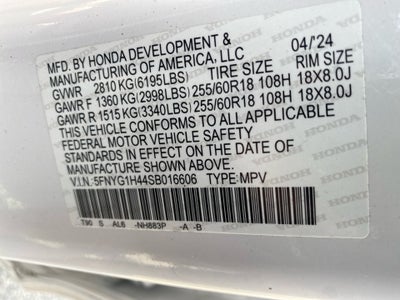 MFD. BY HONDA DEVELOPMENT & 04/'24
MANUFACTURING OF AMERICA, LLC
GVWR 2810 KG(6195LBS) TIRE SIZE RIM SIZE
GAWR F 1360 KG(2998LBS) 255/60R18 108H 18X8.0J
GAWR R 1515 KG(3340LBS) 255/60R18 108H 18X8.0J
THIS VEHICLE CONFORMS TO ALL APPLICABLE
FEDERAL MOTOR VEHICLE SAFETY
STANDARDS IN EFFECT ON THE DATE OF
MANUFACTURE SHOWN ABOVE.
V.I.N.:5FNYG1H44SB016606 TYPE:MPV
T90 S AL6 -NH883P -A -B